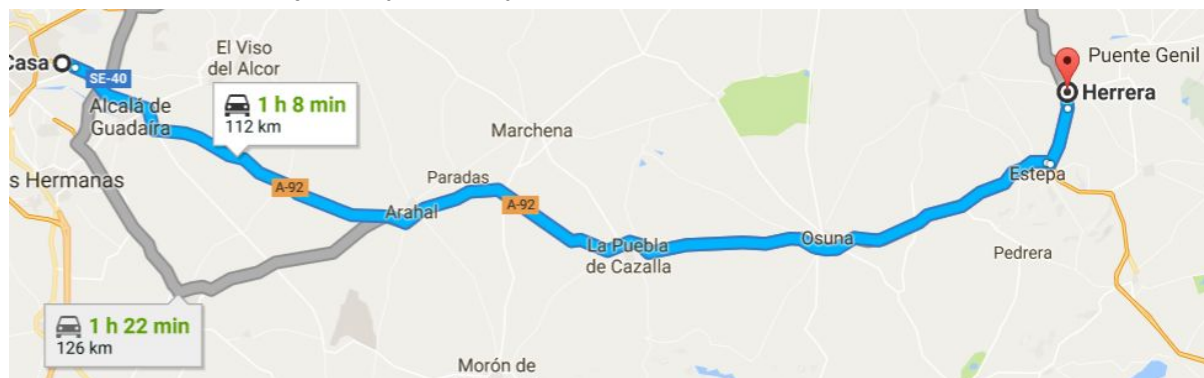 Casa
SE-40
El Viso
del Alcor
Alcalá de
Guadaíra
1 h 8 min
112 km
s Hermanas
A-92
Marchena
Paradas
Arahal
A-92
La Puebla
de Cazalla
Osuna
Estepa
Pedrera
Puente Genil
Herrera
1 h 22 min
126 km
Morón de